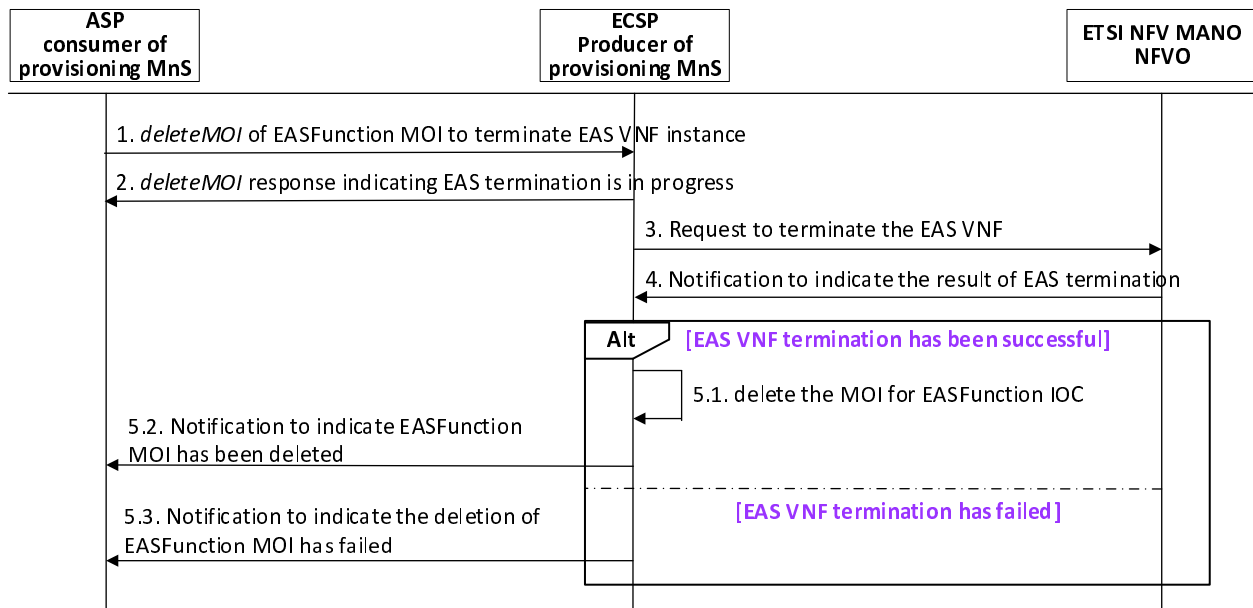 ASP
consumer of
provisioning MnS
ECSP
Producer of
provisioning MnS
ETSI NFV MANO
NFVO
1. deleteMOI of EASFunction MOI to terminate EAS VNF instance
2. deleteMOI response indicating EAS termination is in progress
3. Request to terminate the EAS VNF
4. Notification to indicate the result of EAS termination
Alt
[EAS VNF termination has been successful]
5.1. delete the MOI for EASFunction IOC
5.2. Notification to indicate EASFunction
MOI has been deleted
[EAS VNF termination has failed]
5.3. Notification to indicate the deletion of
EASFunction MOI has failed